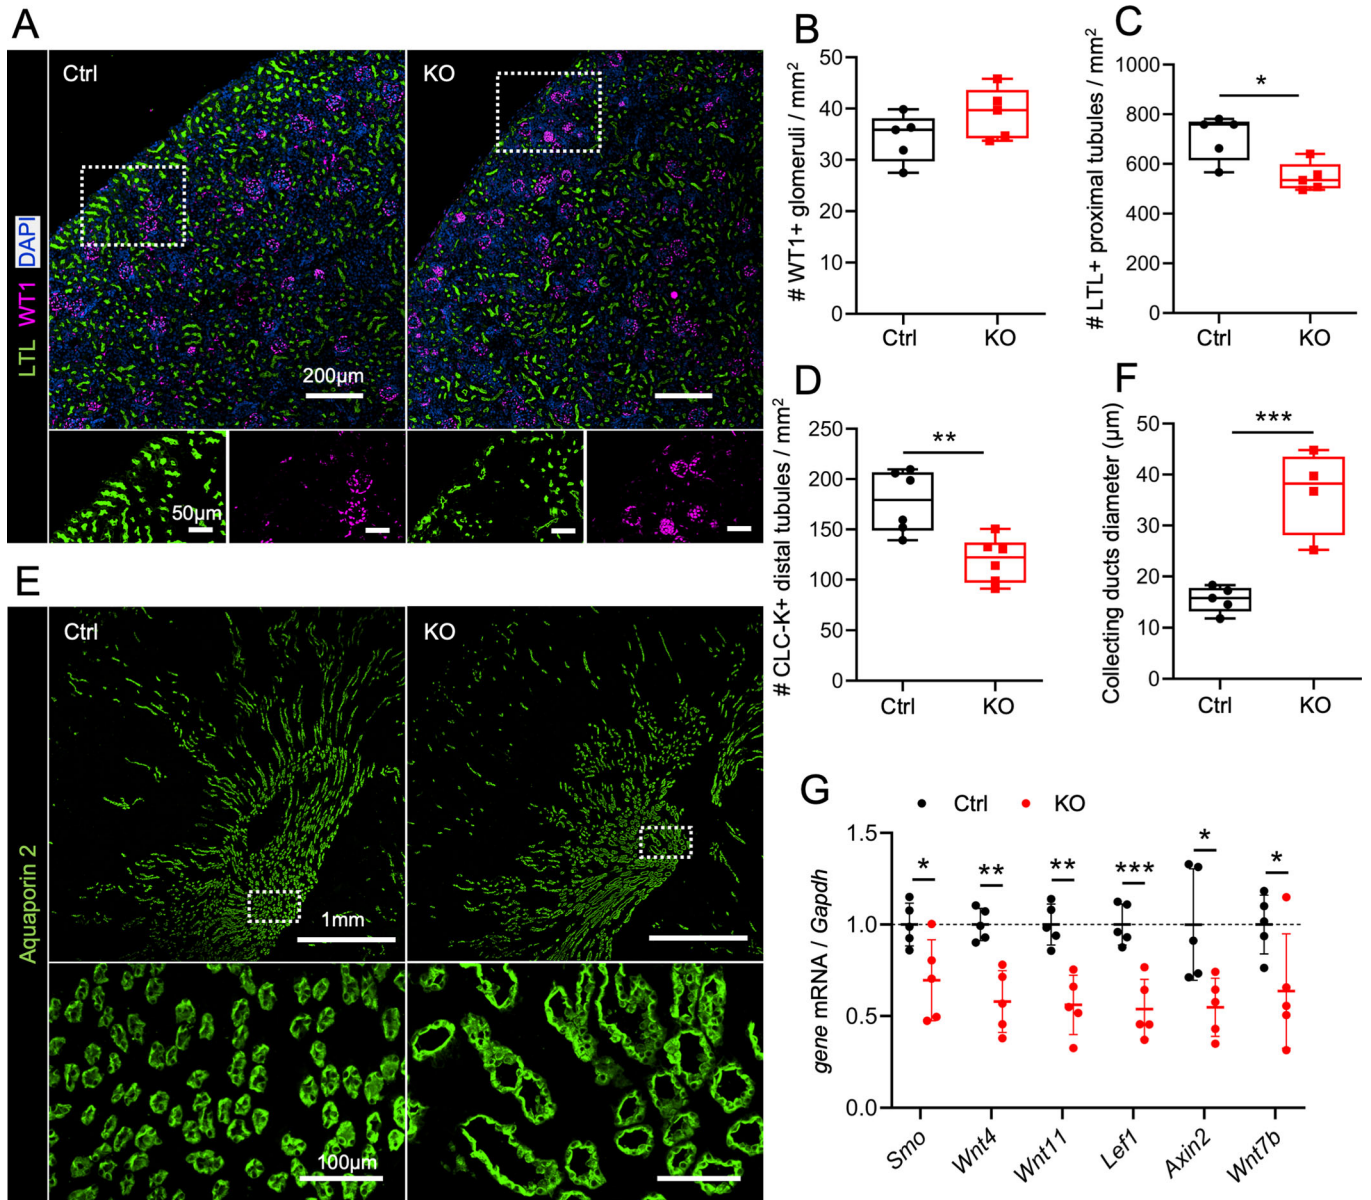 A
LTL WT1 DAPI
Ctrl
KO
200µm
50µm
B
# WT1+ glomeruli / mm²
50
40
30
20
10
0
Ctrl KO
C
# LTL+ proximal tubules / mm²
1000
800
600
400
200
0
*
Ctrl KO
D
# CLC-K+ distal tubules / mm²
250
200
150
100
50
0
**
Ctrl KO
F
Collecting ducts diameter (µm)
50
40
30
20
10
0
***
Ctrl KO
E
Aquaporin 2
Ctrl
KO
1mm
100µm
G
Ctrl KO
gene mRNA / Gapdh
1.5
1.0
0.5
0.0
* ** ** *** * *
Smo Wnt4 Wnt11 Lef1 Axin2 Wnt7b